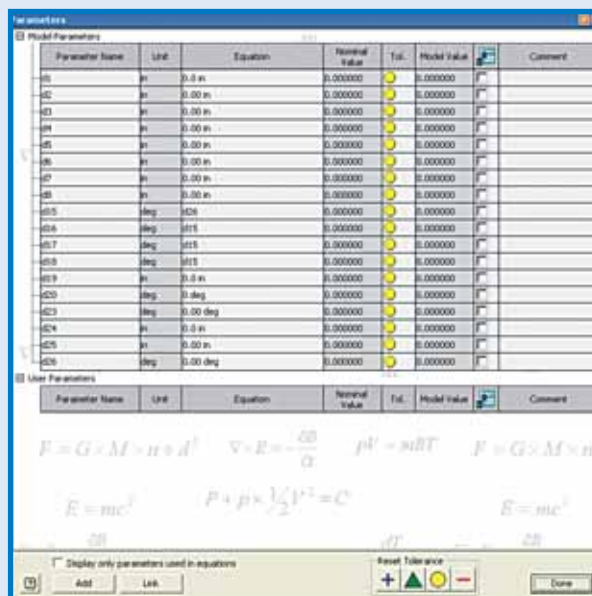 Parameters
Model Parameters
Parameter Name Unit Equation Nominal Value Tol. Model Value Comment
d1 in 0.0 in 0.000000 0.000000
d2 in 0.00 in 0.000000 0.000000
d3 in 0.00 in 0.000000 0.000000
d4 in 0.00 in 0.000000 0.000000
d5 in 0.00 in 0.000000 0.000000
d6 in 0.00 in 0.000000 0.000000
d7 in 0.00 in 0.000000 0.000000
d8 in 0.00 in 0.000000 0.000000
d15 deg d26 0.000000 0.000000
d16 deg d15 0.000000 0.000000
d17 deg d15 0.000000 0.000000
d18 deg d15 0.000000 0.000000
d19 in 0.0 in 0.000000 0.000000
d20 deg 0 deg 0.000000 0.000000
d23 deg 0.00 deg 0.000000 0.000000
d24 in 0.0 in 0.000000 0.000000
d25 in 0.00 in 0.000000 0.000000
d26 deg 0.00 deg 0.000000 0.000000
User Parameters
Parameter Name Unit Equation Nominal Value Tol. Model Value Comment
E = mc² P + p × ½V² = C E = mc²
Display only parameters used in equations
Reset Tolerance
Add Link + − Done